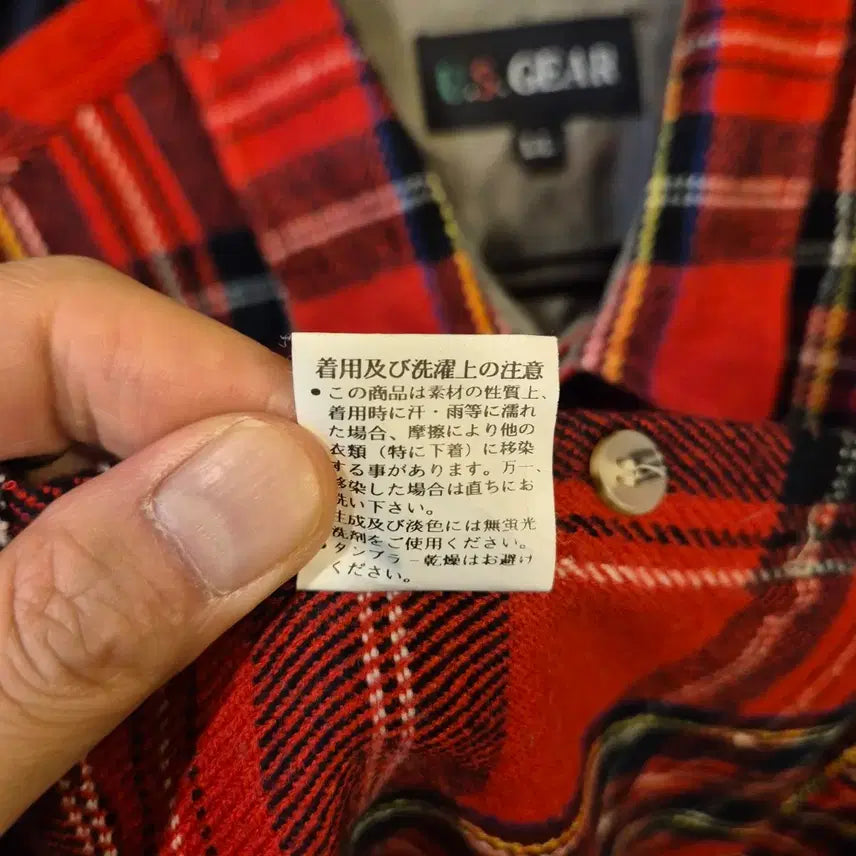 U.S. GEAR
LL
着用及び洗濯上の注意
・この商品は素材の性質上、
着用時に汗・雨等に濡れ
た場合、摩擦により他の
衣類(特に下着)に移染
する事があります。万一、
移染した場合は直ちにお
洗い下さい。
生成及び淡色には無蛍光
洗剤をご使用ください。
・タンブラー乾燥はお避け
ください。